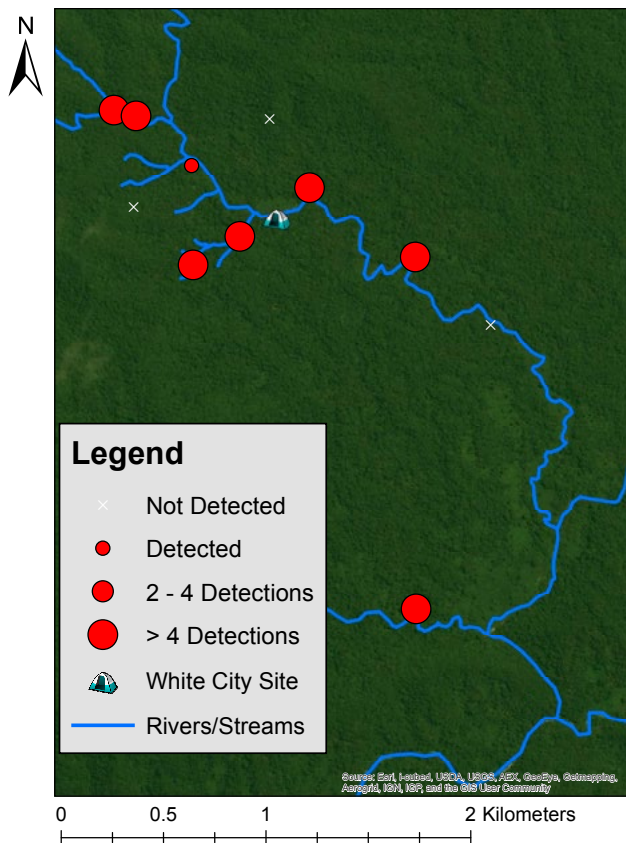 N
Legend
Not Detected
Detected
2 - 4 Detections
> 4 Detections
White City Site
Rivers/Streams
Source: Esri, i-cubed, USDA, USGS, AEX, GeoEye, Getmapping,
Aerogrid, IGN, IGP, and the GIS User Community
0 0.5 1 2 Kilometers